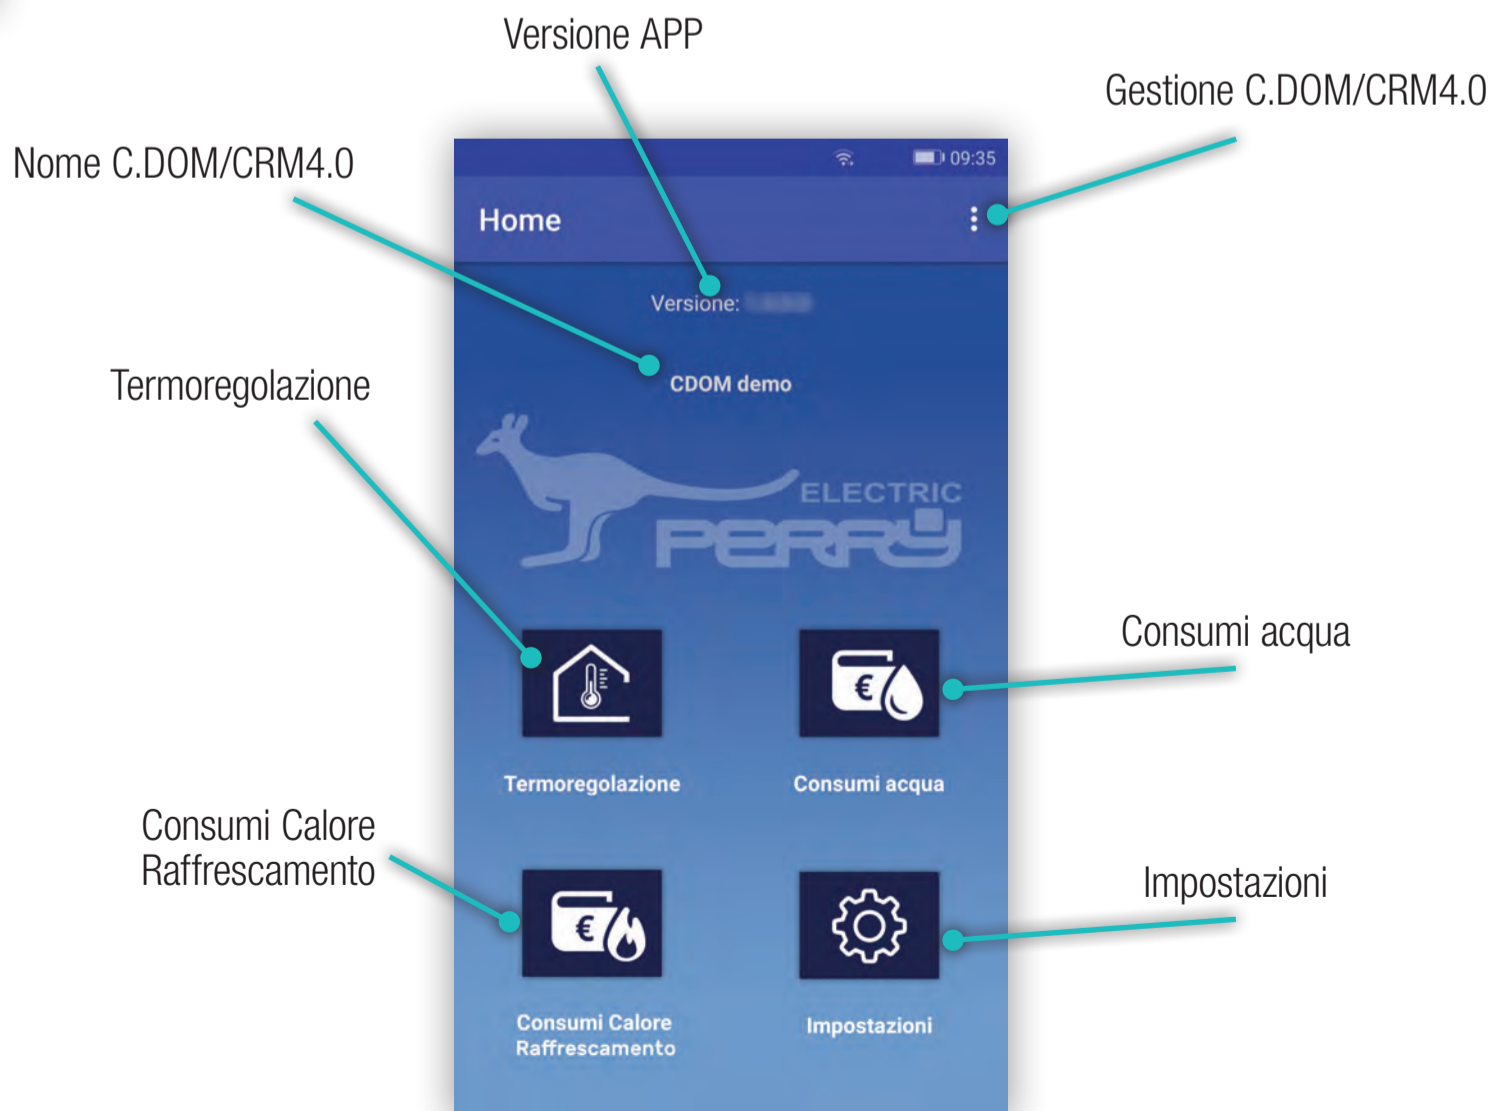 Versione APP
Gestione C.DOM/CRM4.0
Nome C.DOM/CRM4.0
09:35
Home
Versione:
CDOM demo
Termoregolazione
ELECTRIC
PERRY
Consumi acqua
€
Termoregolazione
Consumi acqua
Consumi Calore
Raffrescamento
Impostazioni
€
Consumi Calore
Raffrescamento
Impostazioni